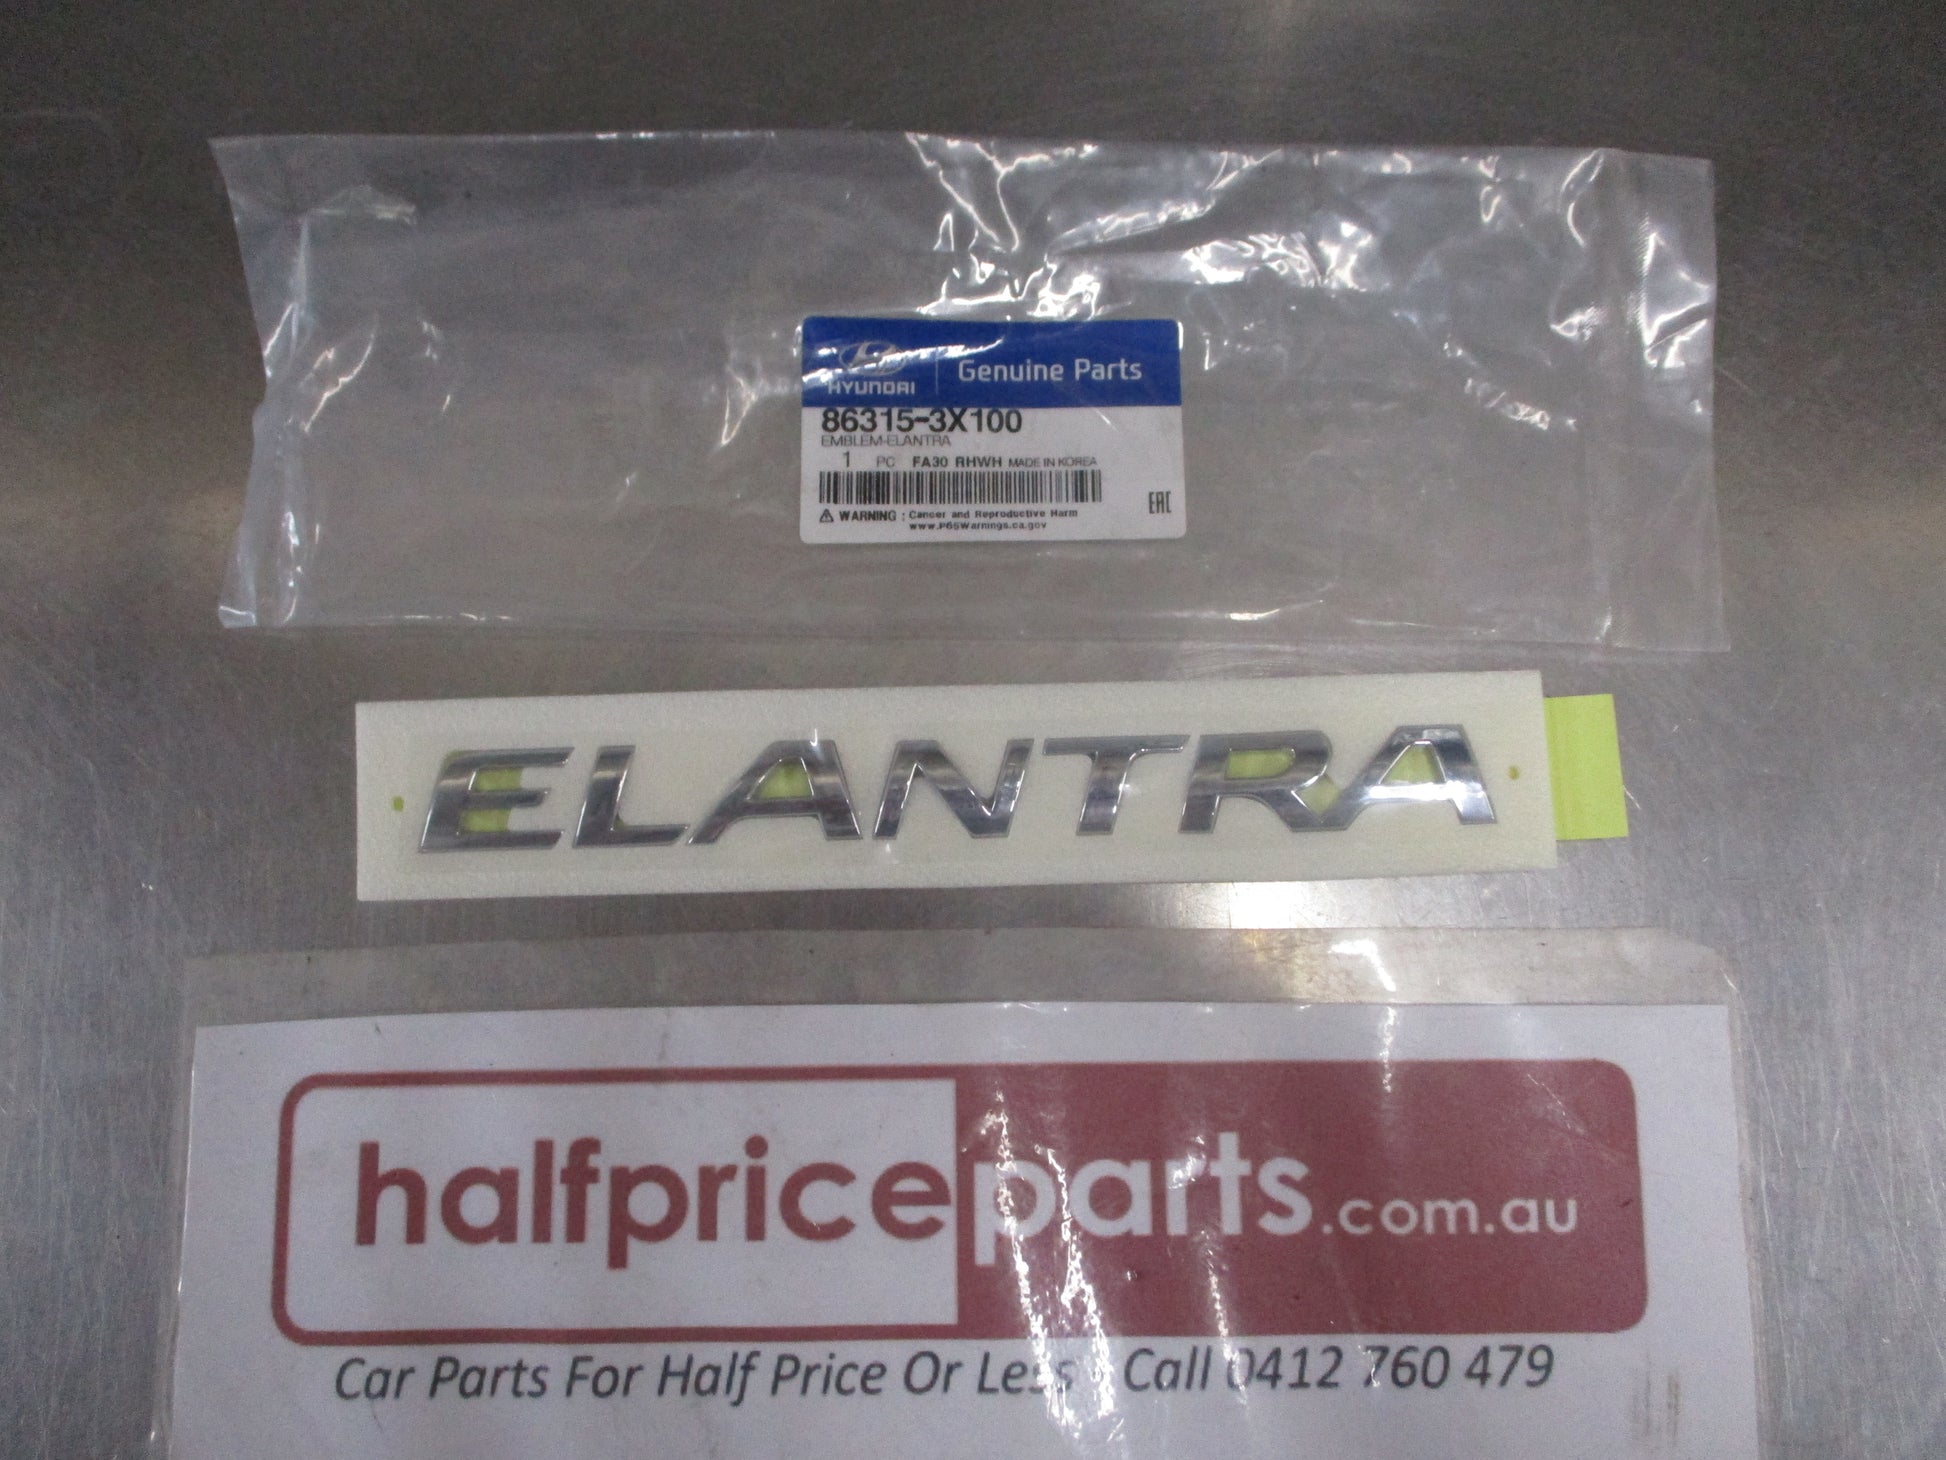 HYUNDAI Genuine Parts
86315-3X100
EMBLEM-ELANTRA
1 PC FA30 RHWH MADE IN KOREA
WARNING : Cancer and Reproductive Harm
www.P65Warnings.ca.gov
EAC
ELANTRA
halfpriceparts.com.au
Car Parts For Half Price Or Less Call 0412 760 479